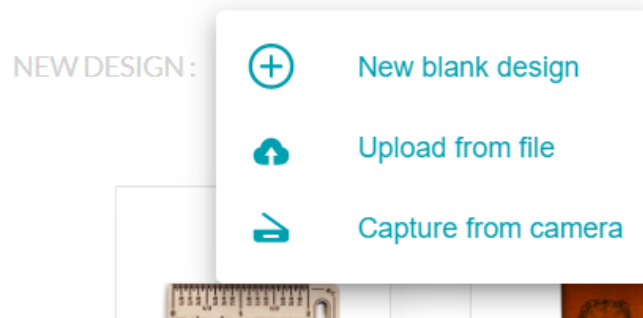 NEW DESIGN :
New blank design
Upload from file
Capture from camera